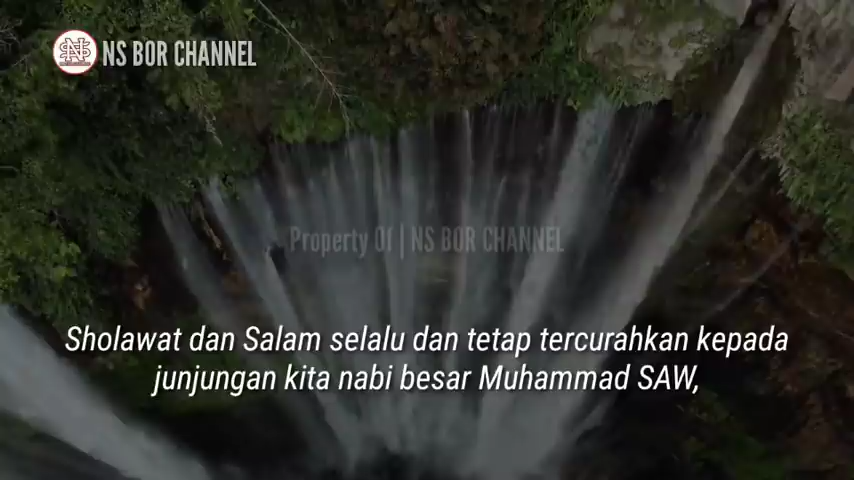 NS BOR CHANNEL
Property Of | NS BOR CHANNEL
Sholawat dan Salam selalu dan tetap tercurahkan kepada
junjungan kita nabi besar Muhammad SAW,